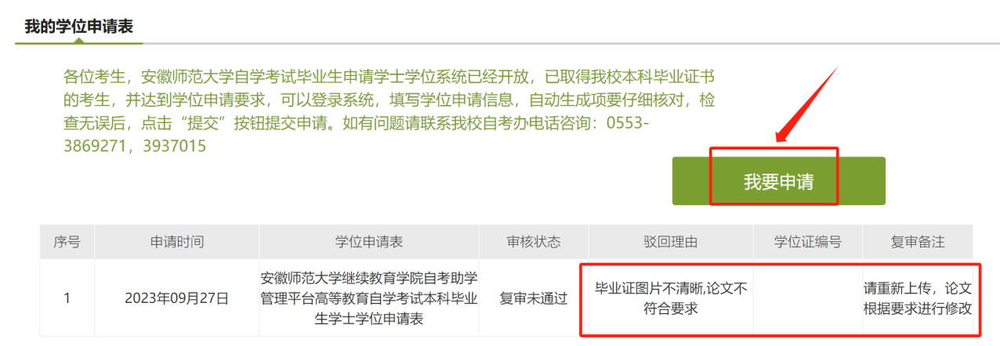 我的学位申请表
各位考生，安徽师范大学自学考试毕业生申请学士学位系统已经开放，已取得我校本科毕业证书
的考生，并达到学位申请要求，可以登录系统，填写学位申请信息，自动生成项要仔细核对，检
查无误后，点击“提交”按钮提交申请。如有问题请联系我校自考办电话咨询：0553-
3869271，3937015
我要申请
序号 申请时间 学位申请表 审核状态 驳回理由 学位证编号 复审备注
安徽师范大学继续教育学院自考助学
管理平台高等教育自学考试本科毕业
生学士学位申请表
1 2023年09月27日 复审未通过
毕业证图片不清晰,论文不
符合要求
请重新上传，论文
根据要求进行修改